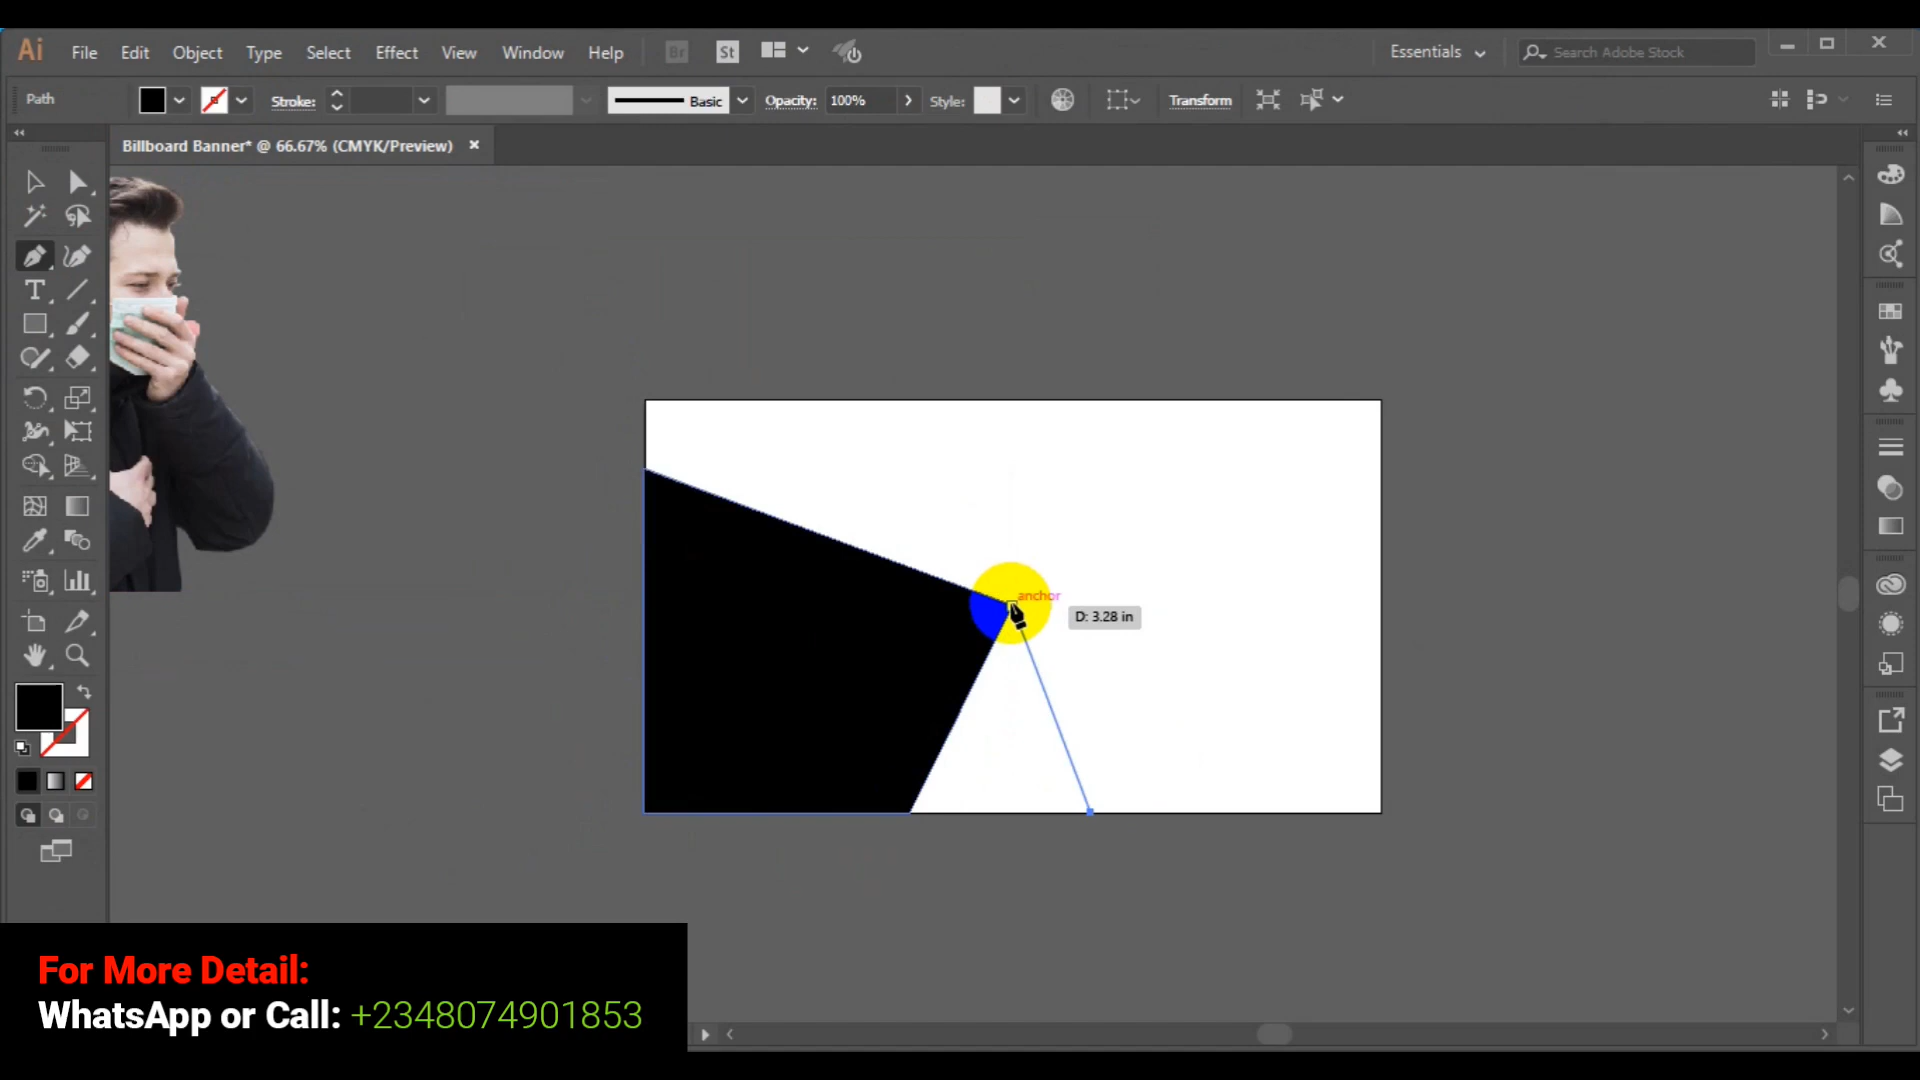 Ai File Edit Object Type Select Effect View Window Help Br St Essentials Search Adobe Stock
Path Stroke: Basic Opacity: 100% Style: Transform
Billboard Banner* @ 66.67% (CMYK/Preview)
anchor
D: 3.28 in
For More Detail:
WhatsApp or Call: +2348074901853